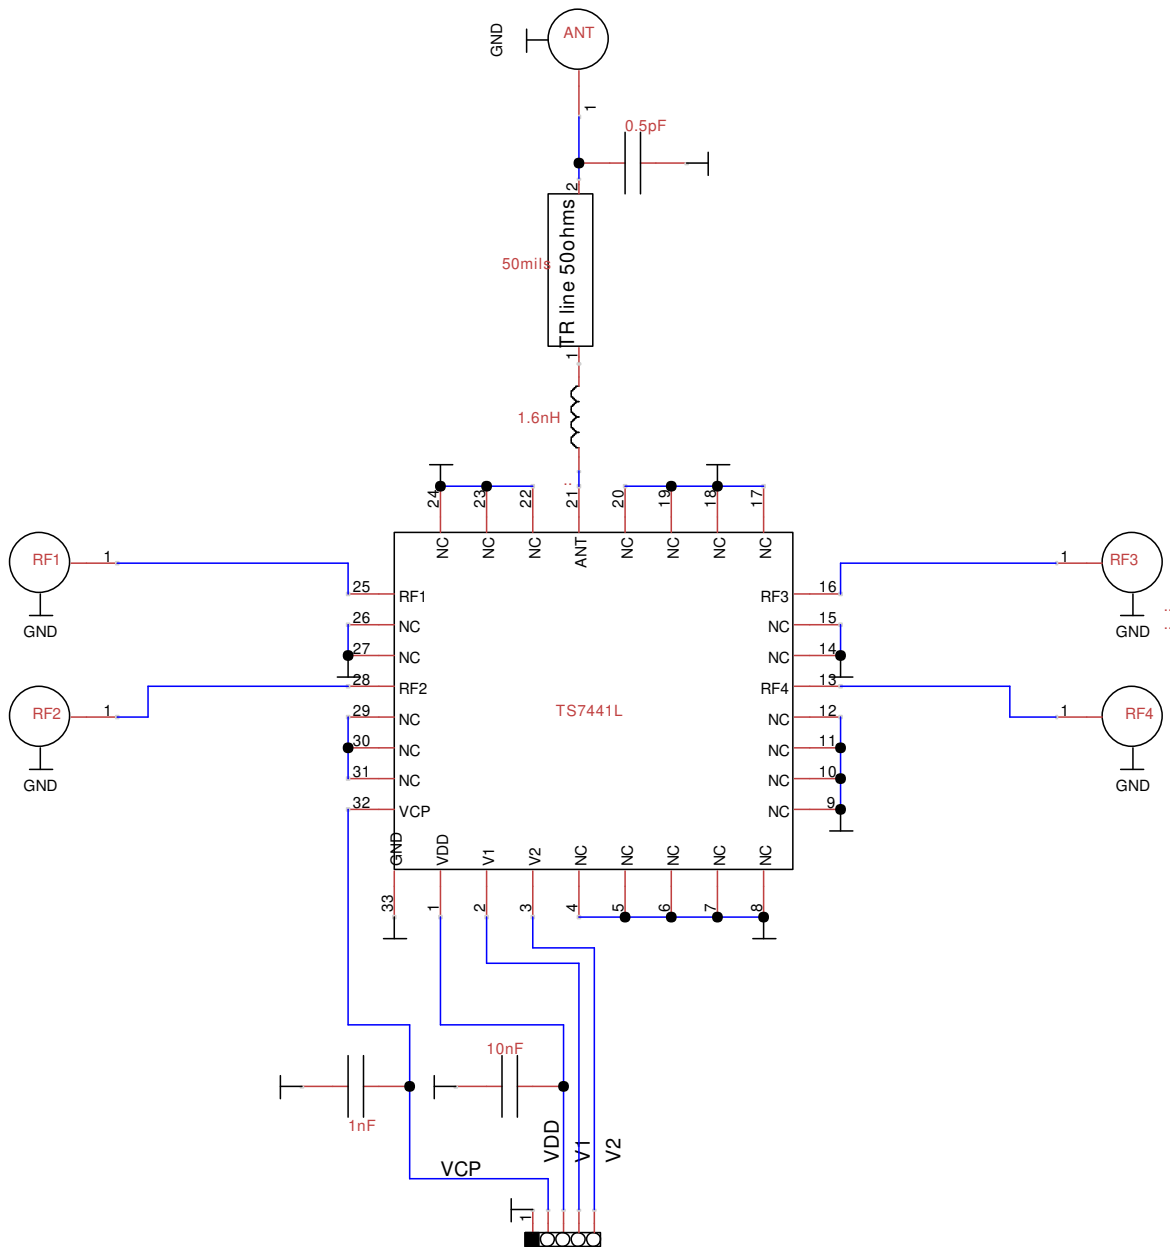 ANT
GND
1
0.5pF
2
TR line 50ohms
50mils
1
1.6nH
24
23
22
21
20
19
18
17
NC
NC
NC
ANT
NC
NC
NC
NC
RF1
1
GND
25
RF1
26
NC
27
NC
28
RF2
29
NC
30
NC
31
NC
32
VCP
RF2
1
GND
TS7441L
16
RF3
15
NC
14
NC
13
RF4
12
NC
11
NC
10
NC
9
NC
1
RF3
GND
1
RF4
GND
GND
VDD
V1
V2
NC
NC
NC
NC
NC
33
1
2
3
4
5
6
7
8
10nF
1nF
VDD
V1
V2
VCP
1